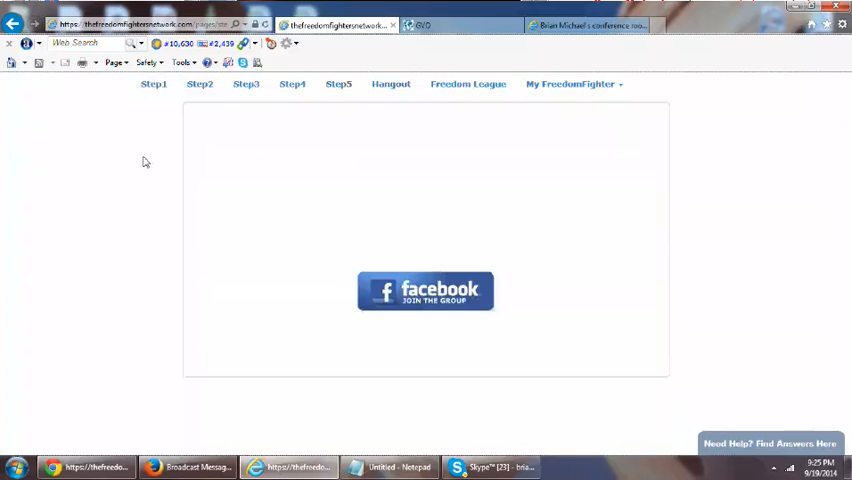 https://thefreedomfightersnetwork.com/pages/ste
thefreedomfightersnetwork...
GVO
Brian Michael's conference roo...
Web Search
#10,630
#2,439
Page
Safety
Tools
Step1 Step2 Step3 Step4 Step5 Hangout Freedom League My FreedomFighter
facebook
JOIN THE GROUP
Need Help? Find Answers Here
https://thefreedo...
Broadcast Messag...
https://thefreedo...
Untitled - Notepad
Skype™ [23] - bria...
9:25 PM
9/19/2014